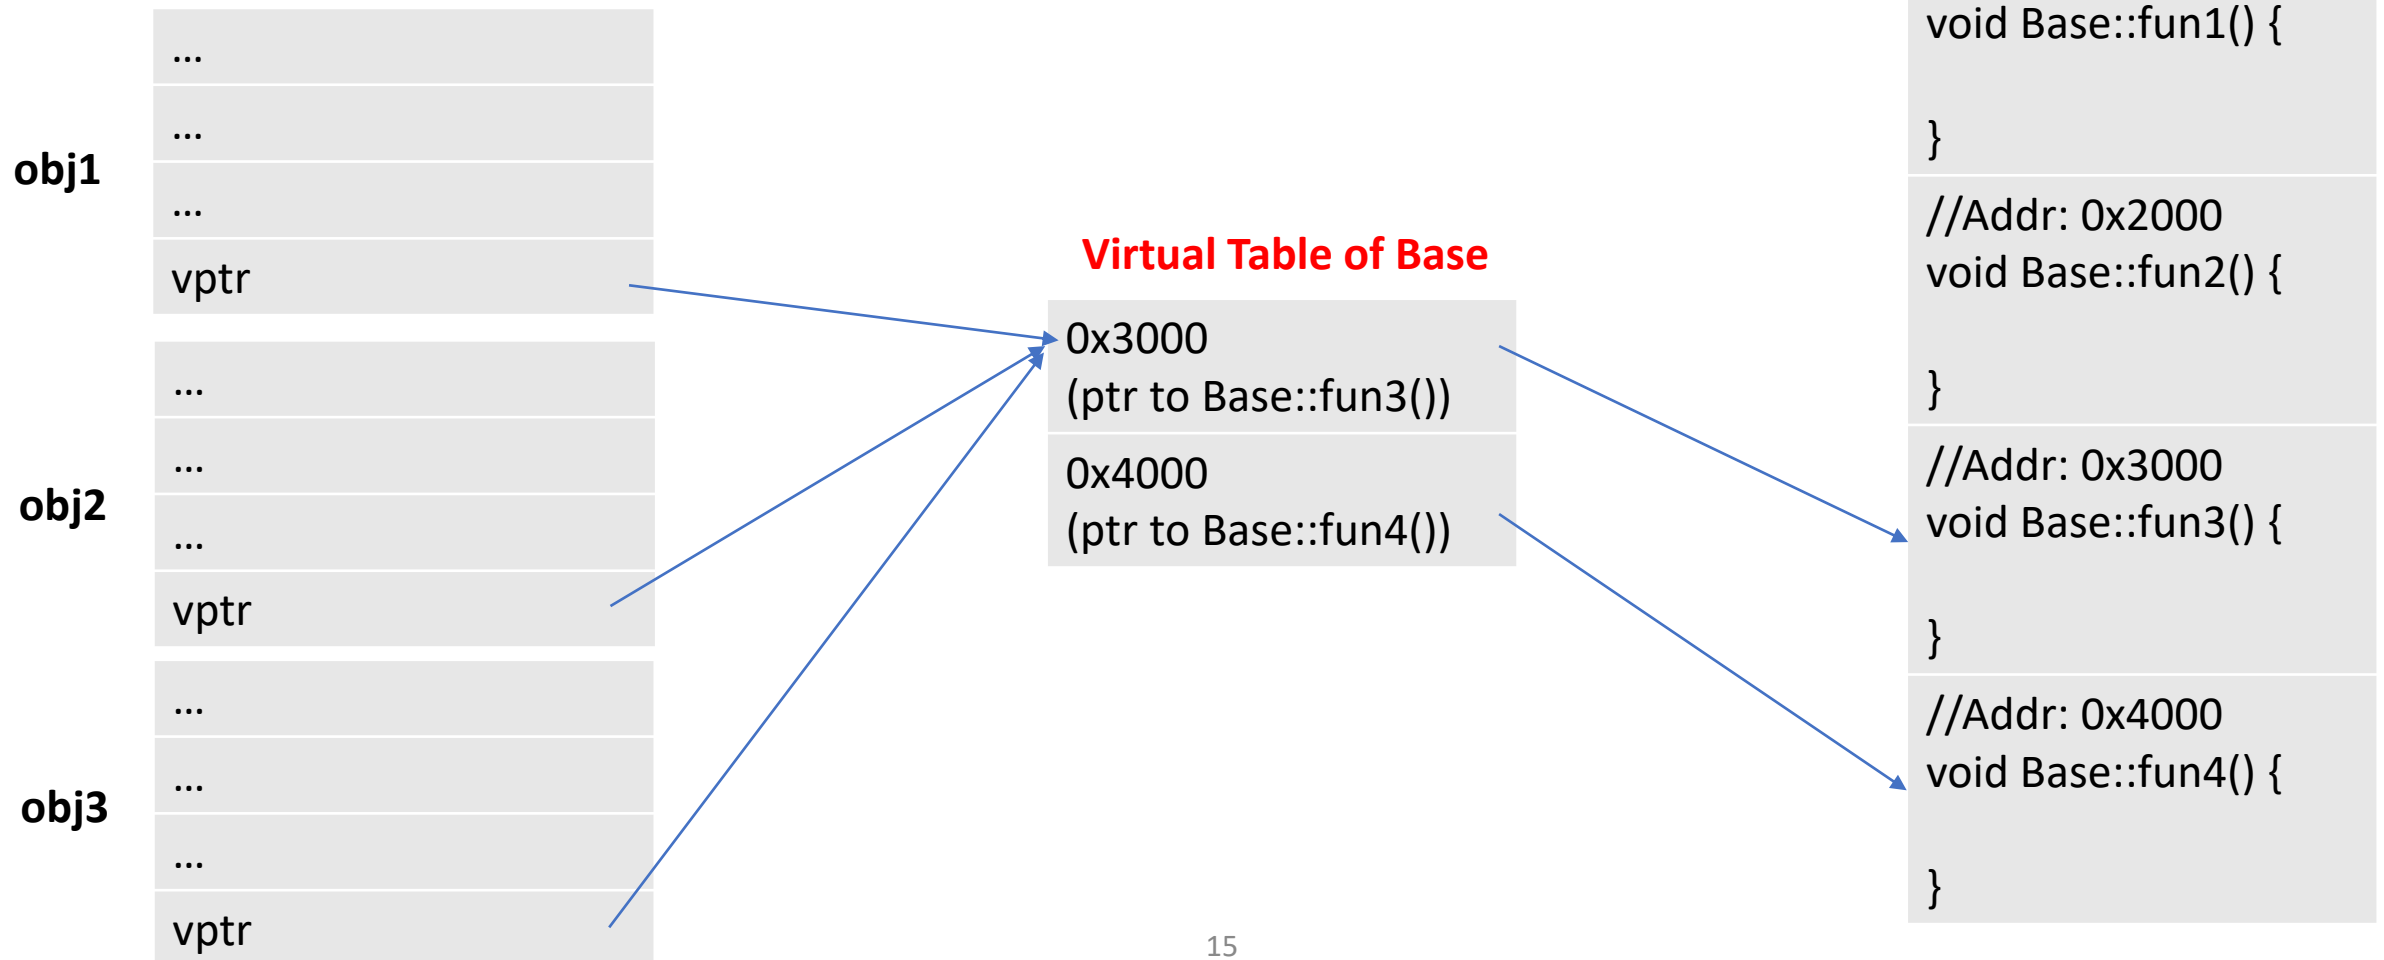 obj1
...
...
...
vptr
obj2
...
...
...
vptr
obj3
...
...
...
vptr
Virtual Table of Base
0x3000
(ptr to Base::fun3())
0x4000
(ptr to Base::fun4())
void Base::fun1() {
}
//Addr: 0x2000
void Base::fun2() {
}
//Addr: 0x3000
void Base::fun3() {
}
//Addr: 0x4000
void Base::fun4() {
}
15